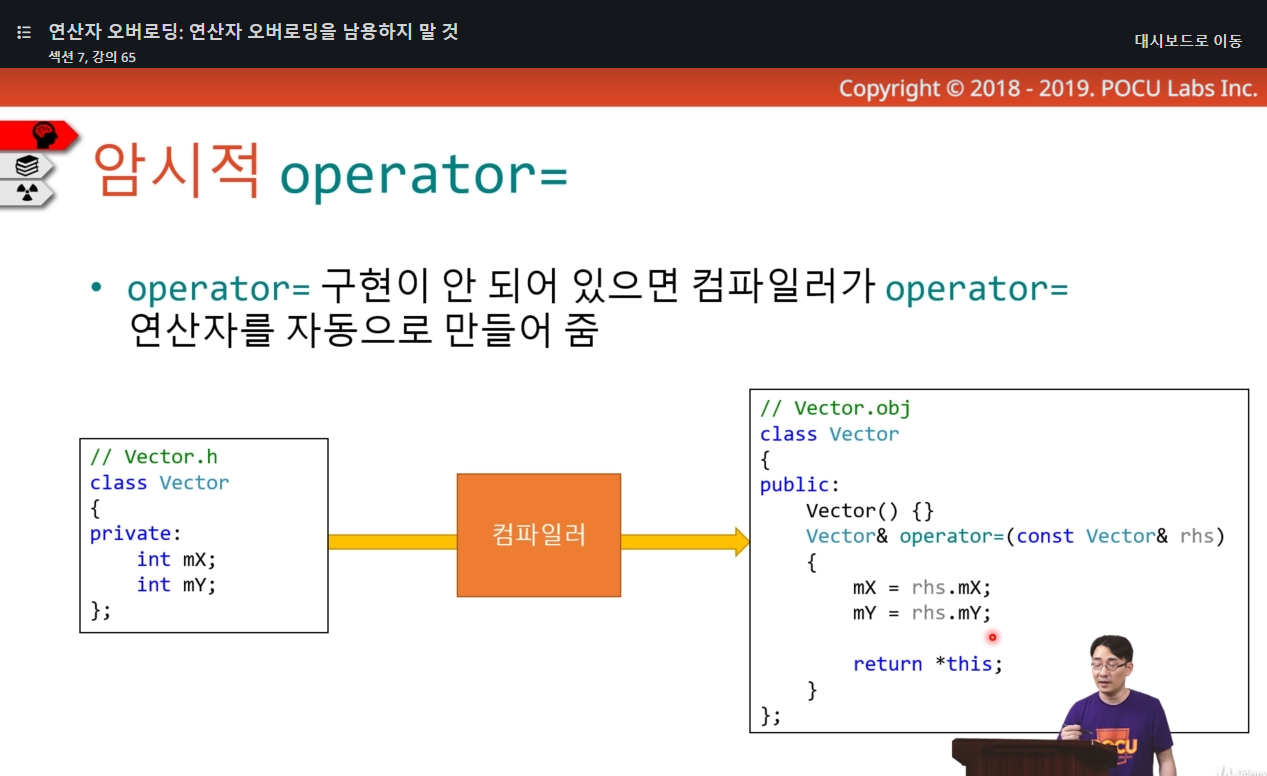 연산자 오버로딩: 연산자 오버로딩을 남용하지 말 것
섹션 7, 강의 65
대시보드로 이동
Copyright © 2018 - 2019. POCU Labs Inc.
암시적 operator=
• operator= 구현이 안 되어 있으면 컴파일러가 operator=
연산자를 자동으로 만들어 줌
// Vector.h
class Vector
{
private:
    int mX;
    int mY;
};
컴파일러
// Vector.obj
class Vector
{
public:
    Vector() {}
    Vector& operator=(const Vector& rhs)
    {
        mX = rhs.mX;
        mY = rhs.mY;
        return *this;
    }
};